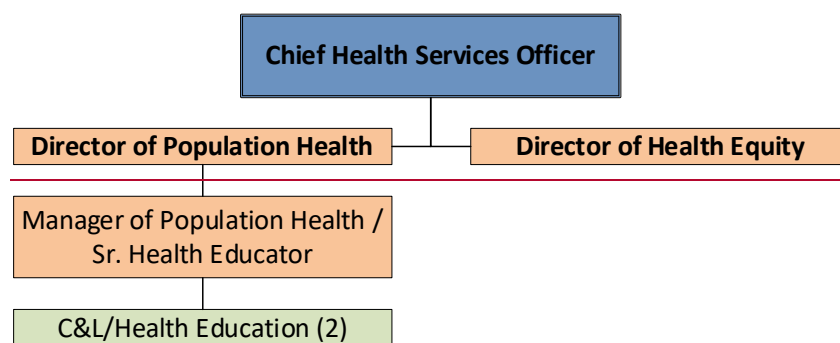 Chief Health Services Officer
Director of Population Health
Director of Health Equity
Manager of Population Health /
Sr. Health Educator
C&L/Health Education (2)